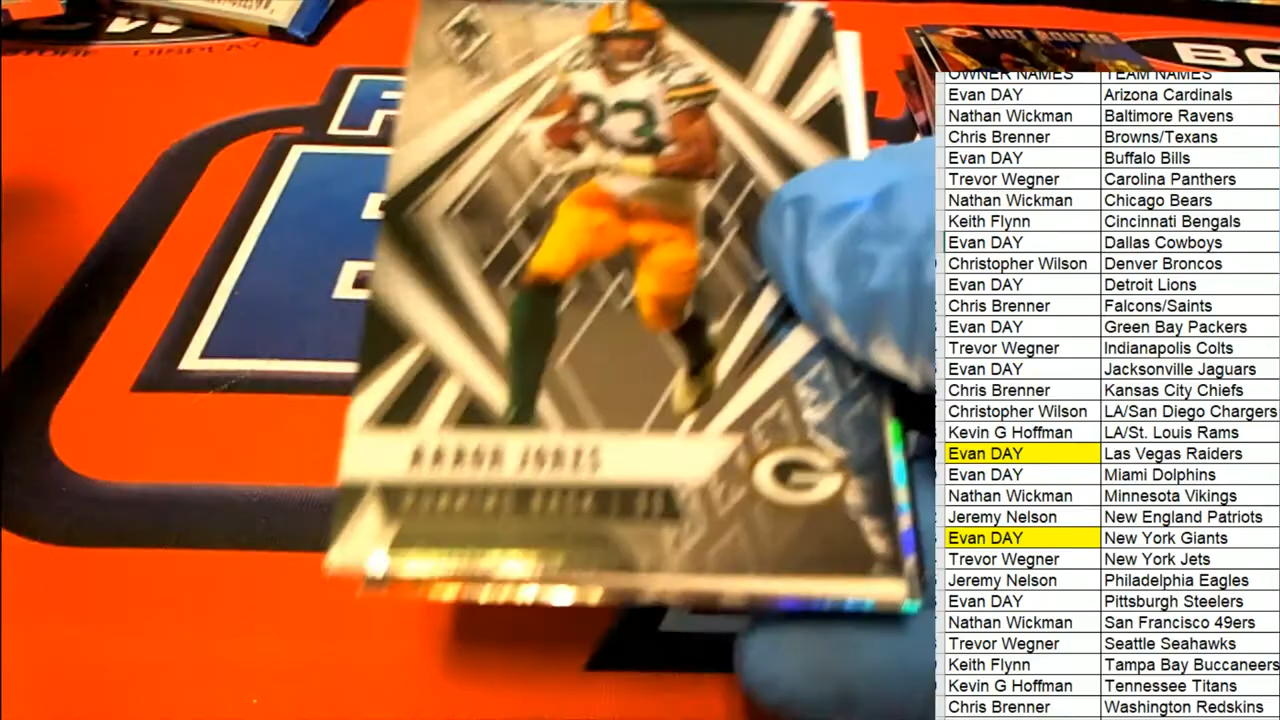 HOT ROUTES
STORE DISPLAY
33
AARON JONES
G
OWNER NAMES TEAM NAMES
Evan DAY Arizona Cardinals
Nathan Wickman Baltimore Ravens
Chris Brenner Browns/Texans
Evan DAY Buffalo Bills
Trevor Wegner Carolina Panthers
Nathan Wickman Chicago Bears
Keith Flynn Cincinnati Bengals
Evan DAY Dallas Cowboys
Christopher Wilson Denver Broncos
Evan DAY Detroit Lions
Chris Brenner Falcons/Saints
Evan DAY Green Bay Packers
Trevor Wegner Indianapolis Colts
Evan DAY Jacksonville Jaguars
Chris Brenner Kansas City Chiefs
Christopher Wilson LA/San Diego Chargers
Kevin G Hoffman LA/St. Louis Rams
Evan DAY Las Vegas Raiders
Evan DAY Miami Dolphins
Nathan Wickman Minnesota Vikings
Jeremy Nelson New England Patriots
Evan DAY New York Giants
Trevor Wegner New York Jets
Jeremy Nelson Philadelphia Eagles
Evan DAY Pittsburgh Steelers
Nathan Wickman San Francisco 49ers
Trevor Wegner Seattle Seahawks
Keith Flynn Tampa Bay Buccaneers
Kevin G Hoffman Tennessee Titans
Chris Brenner Washington Redskins